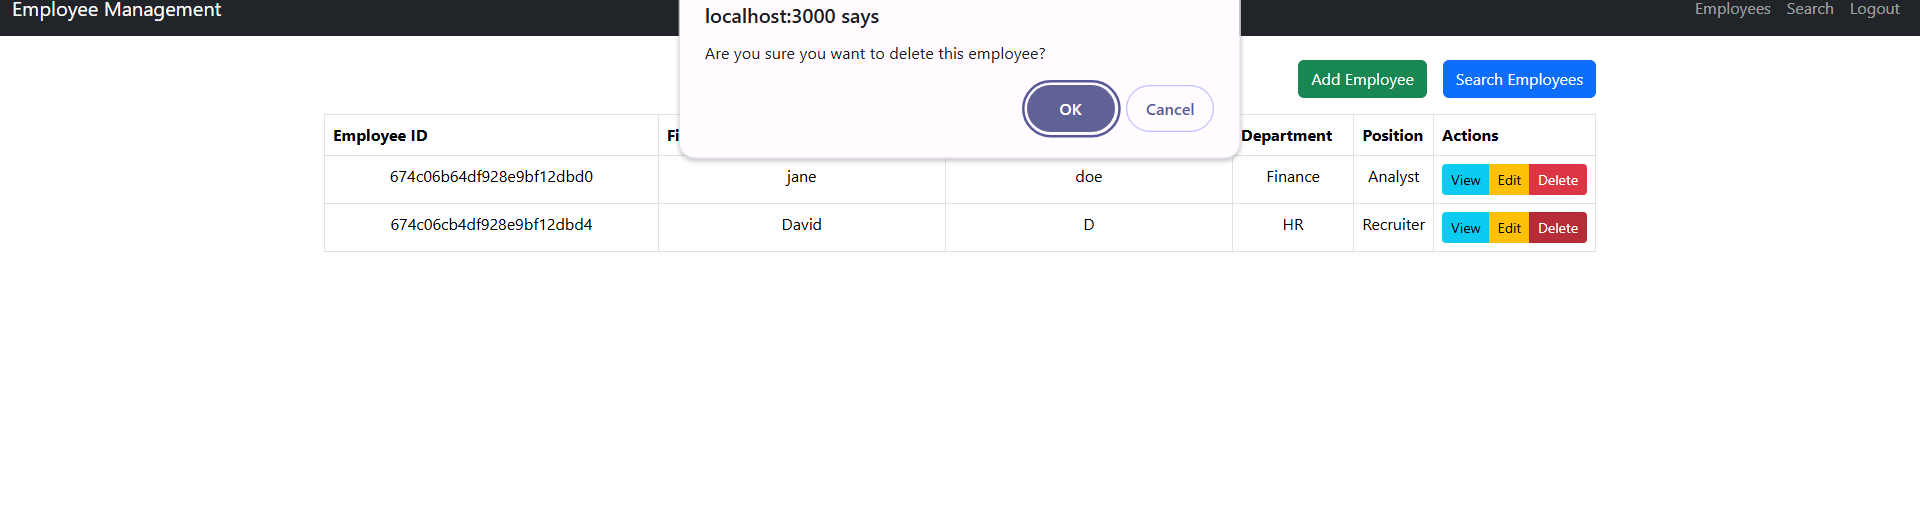 Employee Management
Employees Search Logout
localhost:3000 says
Are you sure you want to delete this employee?
OK Cancel
Add Employee Search Employees
Employee ID Fi Department Position Actions
674c06b64df928e9bf12dbd0 jane doe Finance Analyst View Edit Delete
674c06cb4df928e9bf12dbd4 David D HR Recruiter View Edit Delete